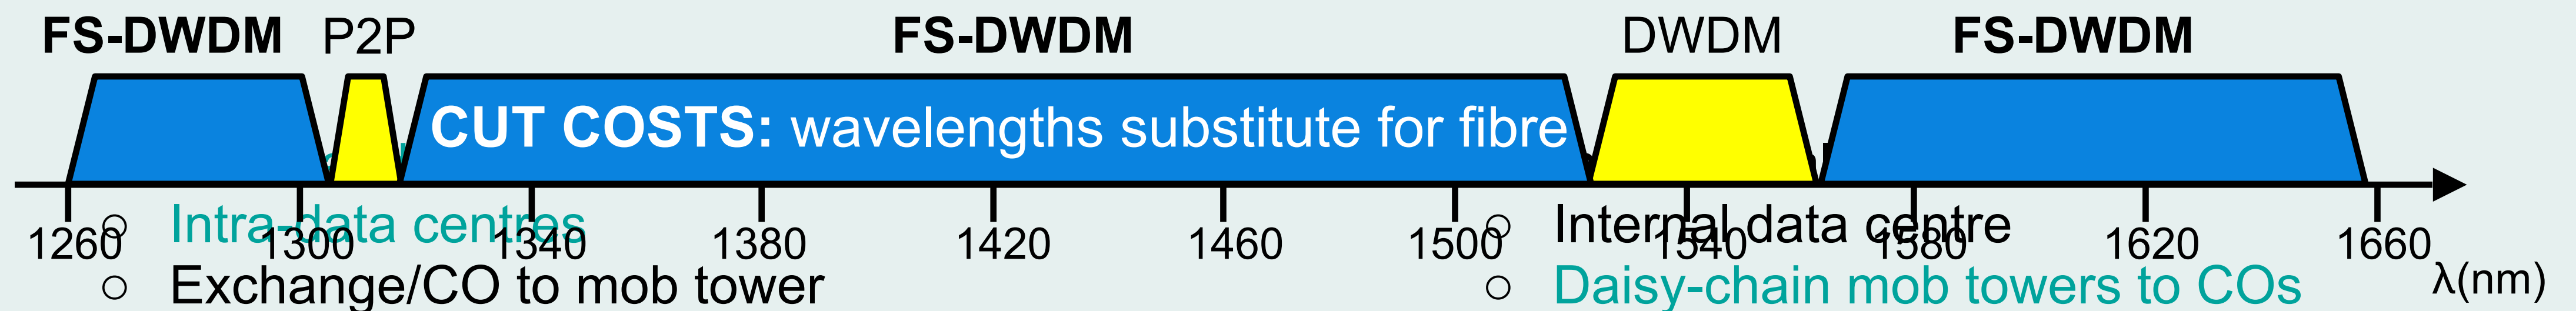 FS-DWDM P2P FS-DWDM DWDM FS-DWDM
CUT COSTS: wavelengths substitute for fibre
○ Intra-data centres ○ Internal data centre
1260 1300 1340 1380 1420 1460 1500 1540 1580 1620 1660
○ Exchange/CO to mob tower ○ Daisy-chain mob towers to COs λ(nm)